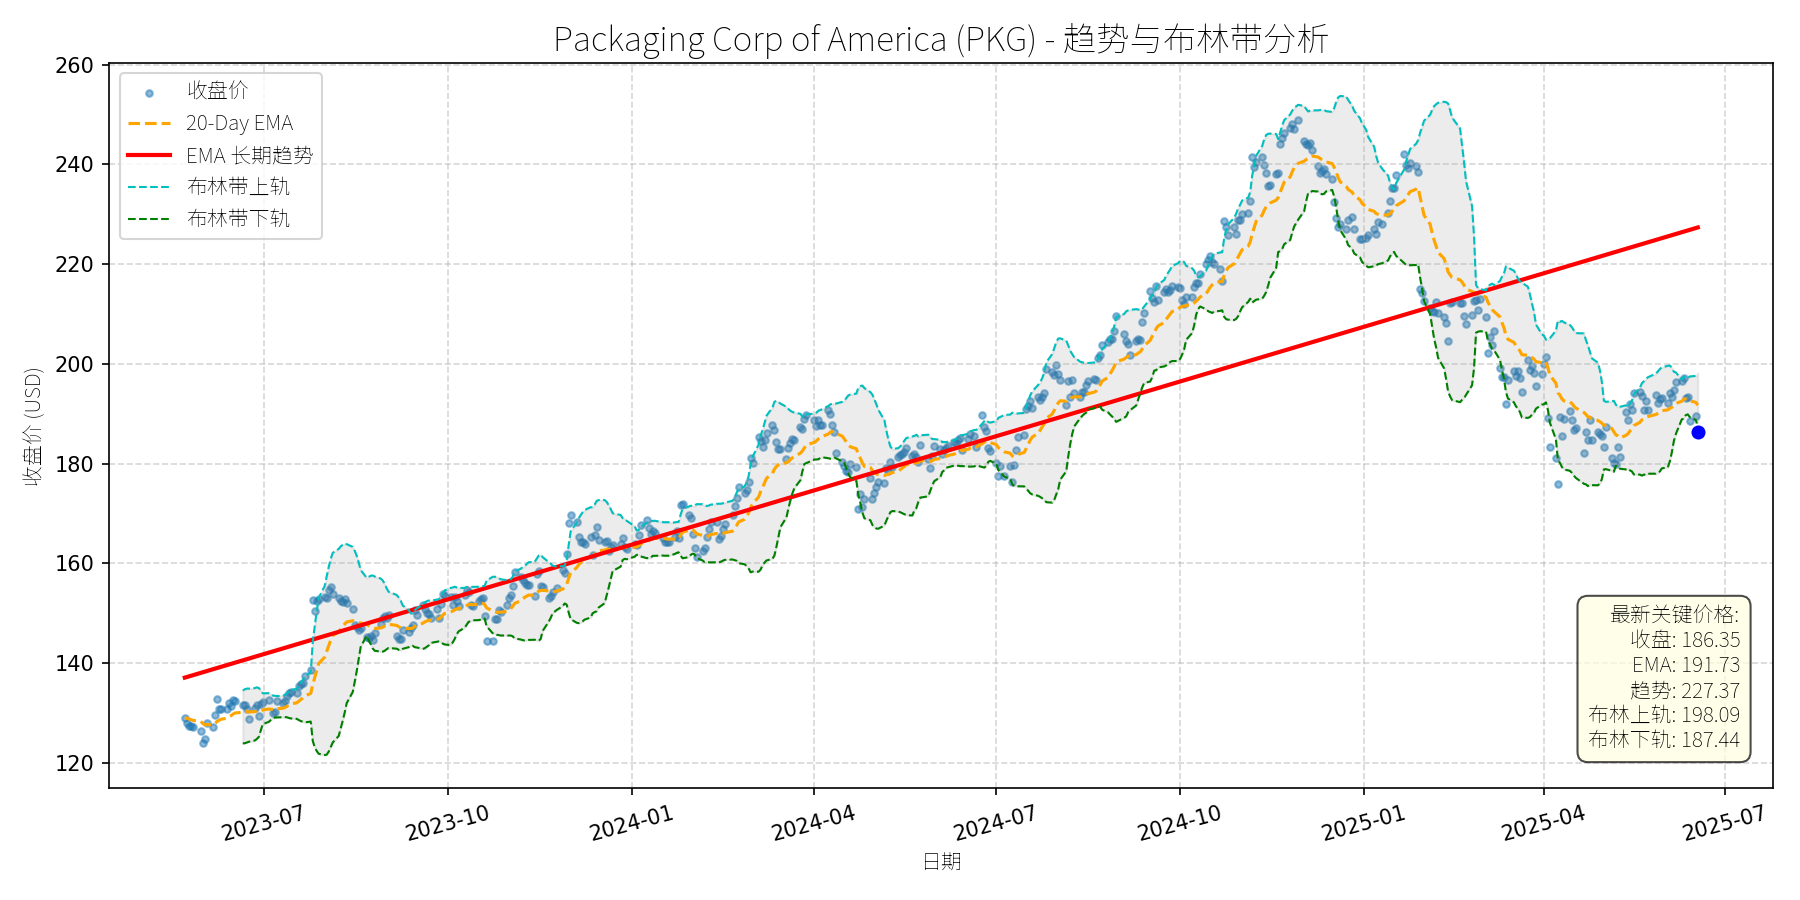 Packaging Corp of America (PKG) - 趋势与布林带分析
收盘价
20-Day EMA
EMA 长期趋势
布林带上轨
布林带下轨
收盘价 (USD)
260
240
220
200
180
160
140
120
最新关键价格:
收盘: 186.35
EMA: 191.73
趋势: 227.37
布林上轨: 198.09
布林下轨: 187.44
2023-07
2023-10
2024-01
2024-04
2024-07
2024-10
2025-01
2025-04
2025-07
日期